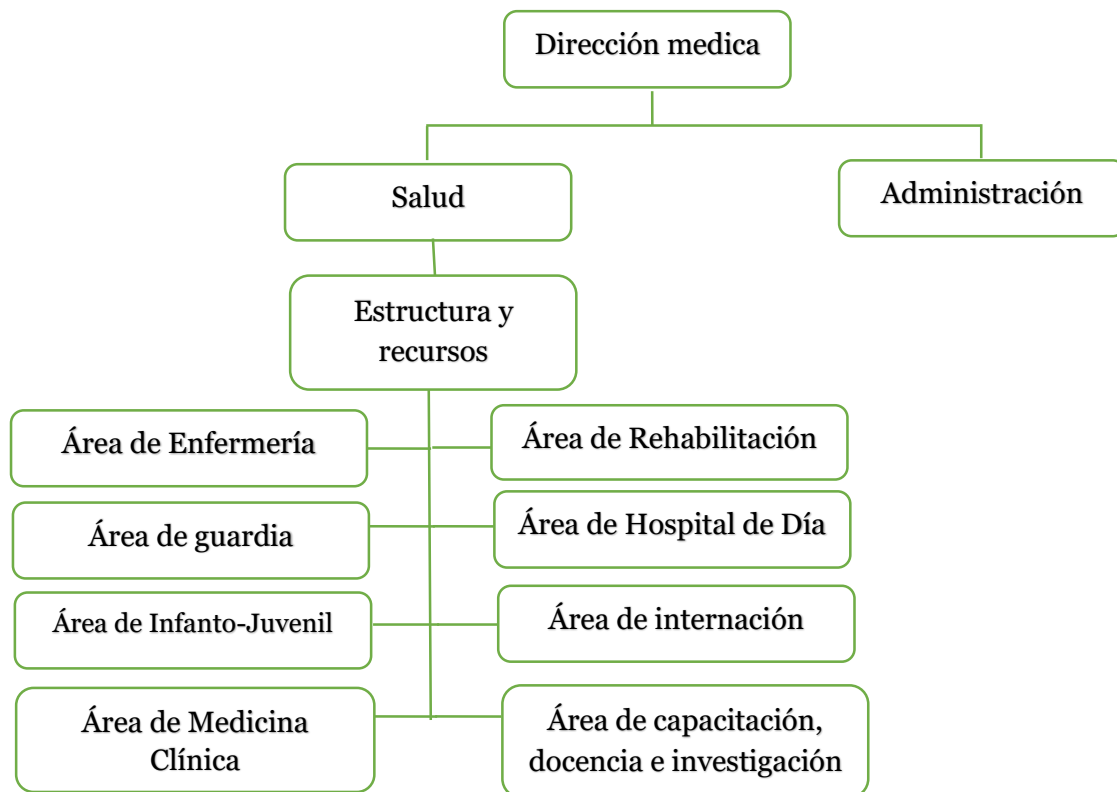 Dirección medica
Salud
Administración
Estructura y
recursos
Área de Enfermería
Área de Rehabilitación
Área de guardia
Área de Hospital de Día
Área de Infanto-Juvenil
Área de internación
Área de Medicina
Clínica
Área de capacitación,
docencia e investigación